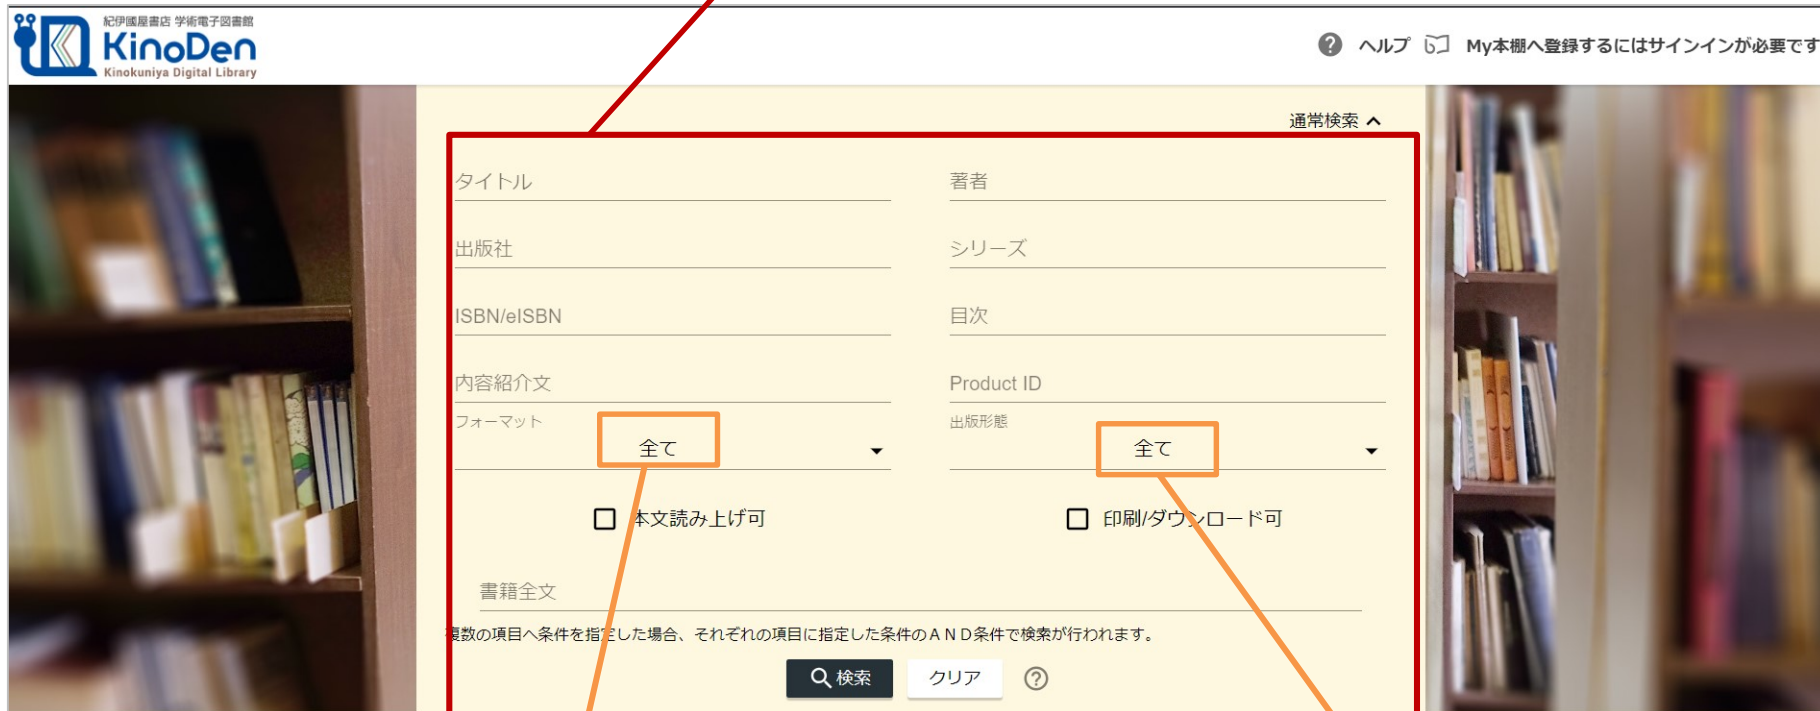 紀伊國屋書店 学術電子図書館
KinoDen
Kinokuniya Digital Library
ヘルプ My本棚へ登録するにはサインインが必要です
通常検索
タイトル 著者
出版社 シリーズ
ISBN/eISBN 目次
内容紹介文 Product ID
フォーマット 出版形態
全て 全て
本文読み上げ可 印刷/ダウンロード可
書籍全文
複数の項目へ条件を指定した場合、それぞれの項目に指定した条件のAND条件で検索が行われます。
検索 クリア